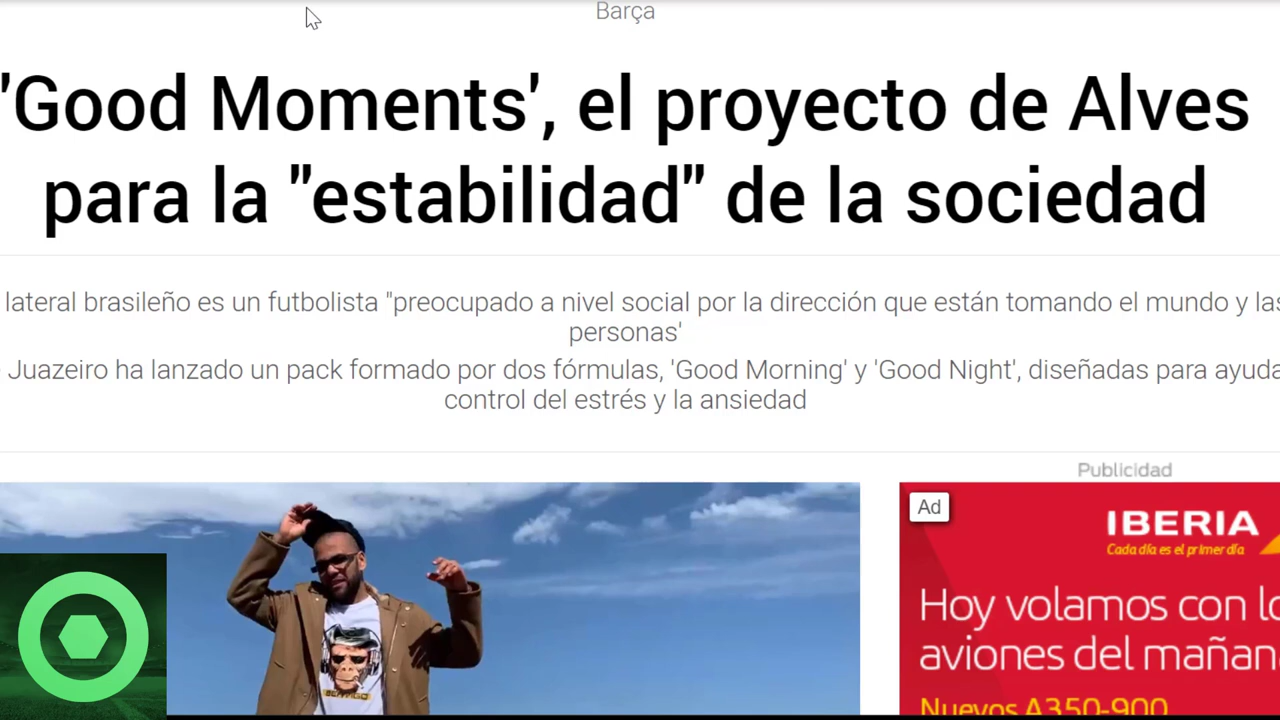 Barça
'Good Moments', el proyecto de Alves
para la "estabilidad" de la sociedad
lateral brasileño es un futbolista "preocupado a nivel social por la dirección que están tomando el mundo y las
personas'
Juazeiro ha lanzado un pack formado por dos fórmulas, 'Good Morning' y 'Good Night', diseñadas para ayuda
control del estrés y la ansiedad
Publicidad
Ad
IBERIA
Cada día es el primer día
Hoy volamos con lo
aviones del mañan
Nuevos A350-900